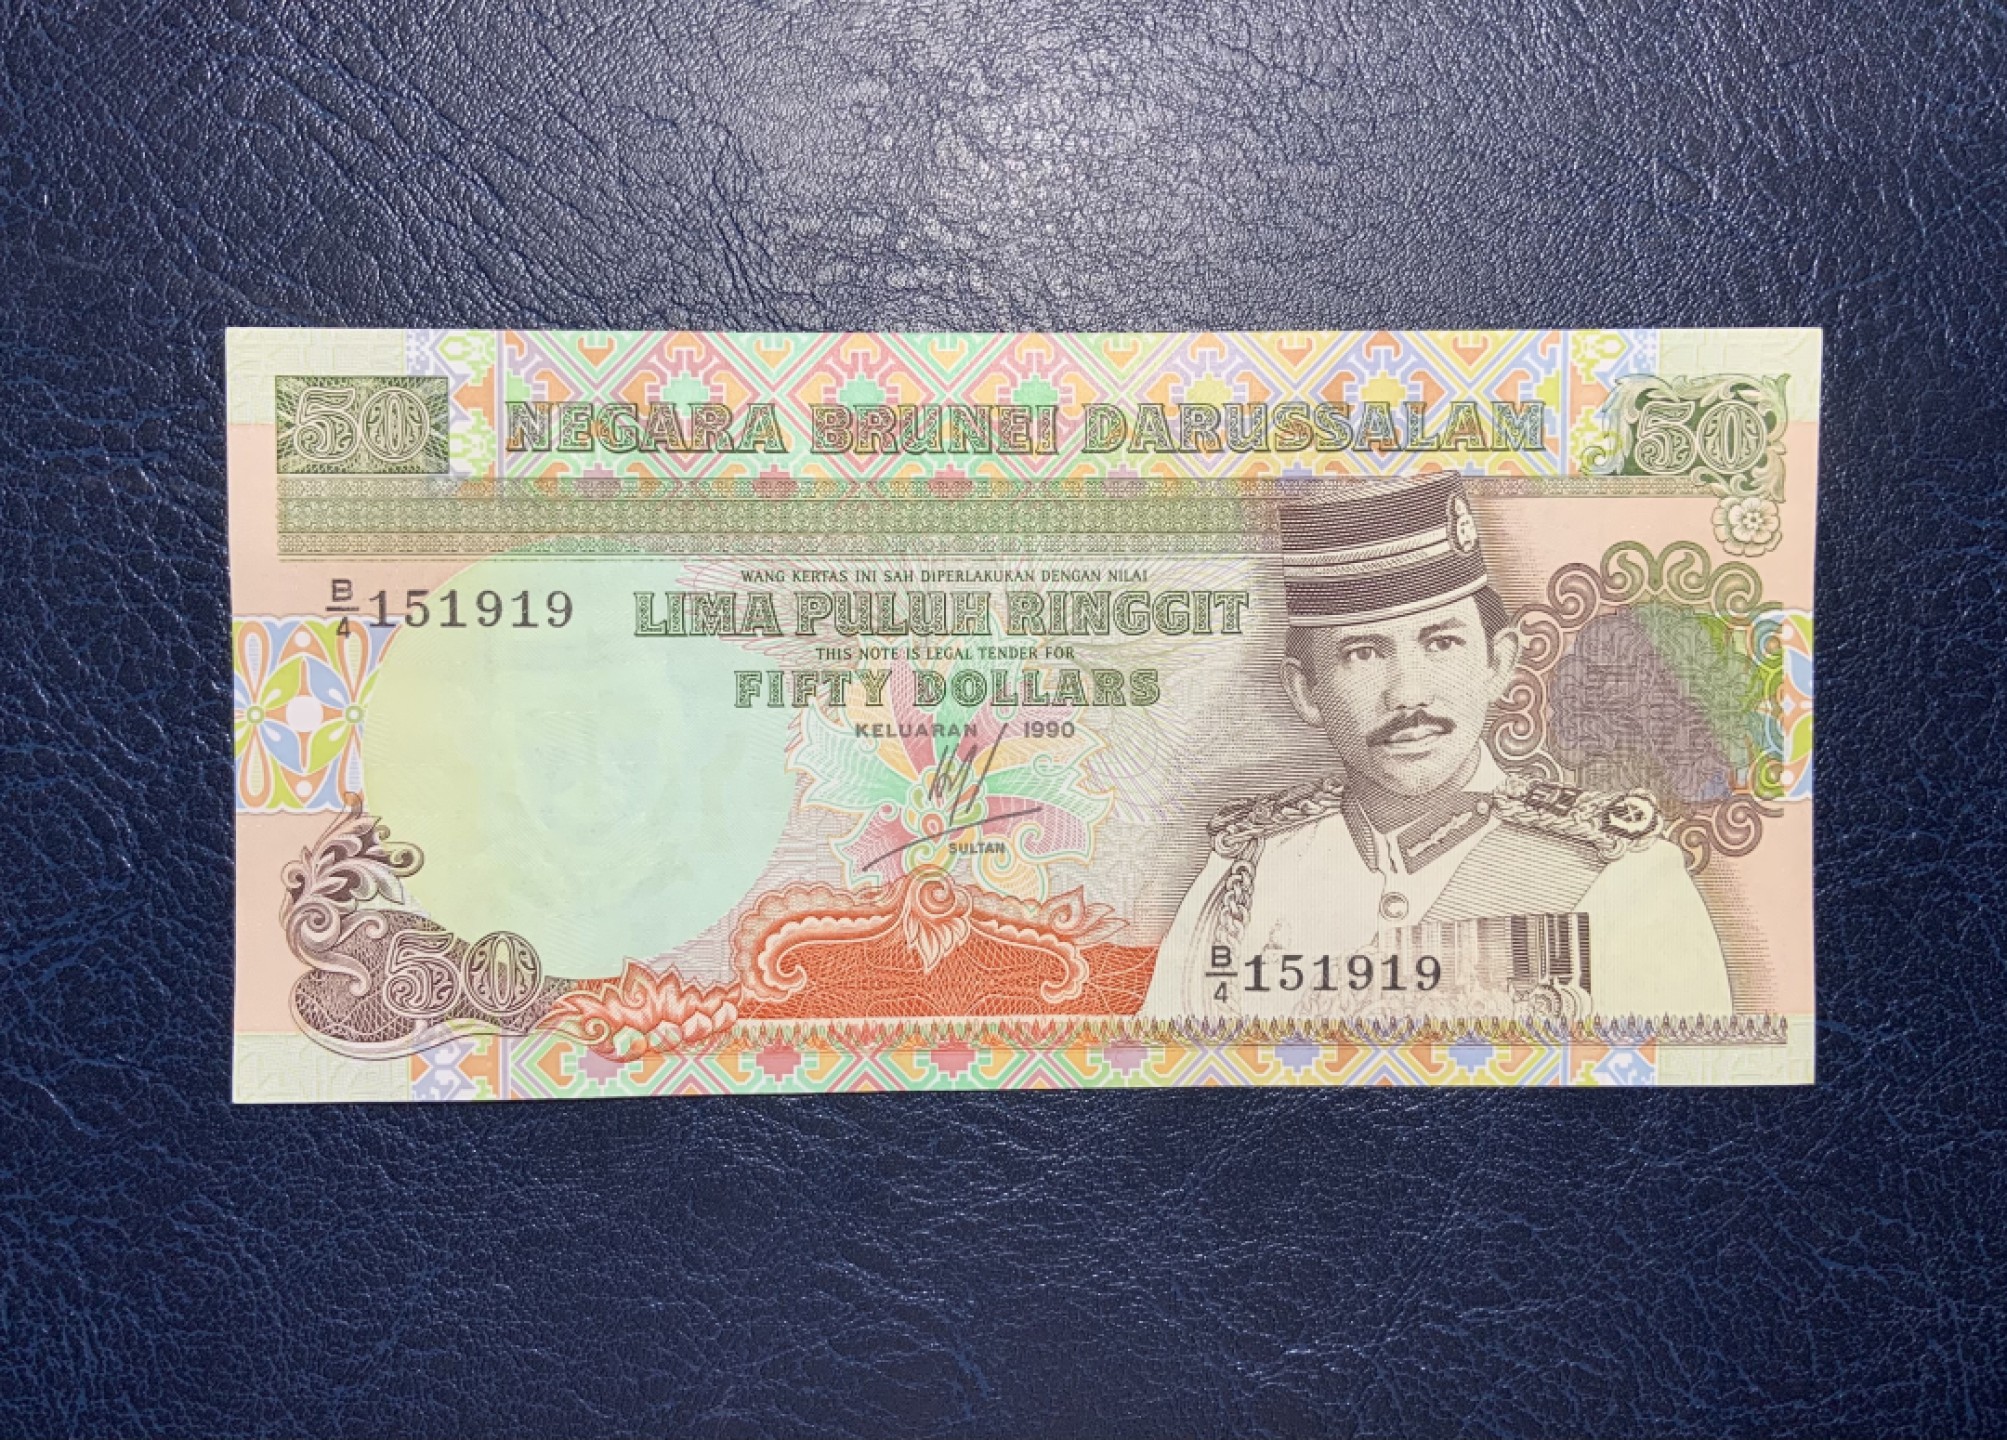 50 NEGARA BRUNEI DARUSSALAM 50
WANG KERTAS INI SAH DIPERLAKUKAN DENGAN NILAI
B/4 151919 LIMA PULUH RINGGIT
THIS NOTE IS LEGAL TENDER FOR
FIFTY DOLLARS
KELUARAN 1990
SULTAN
50 B/4 151919